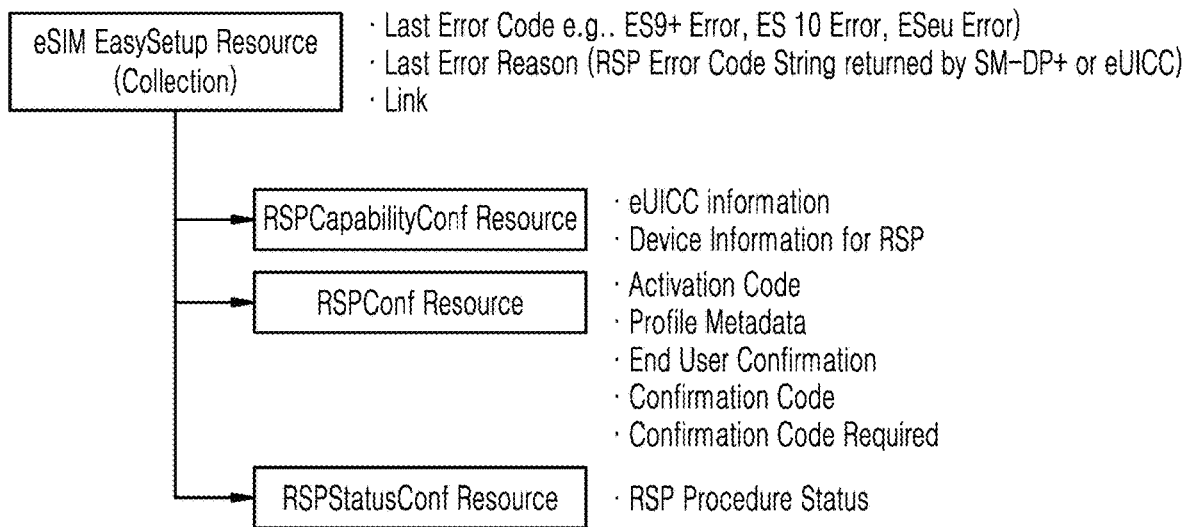 eSIM EasySetup Resource
(Collection)
· Last Error Code e.g.. ES9+ Error, ES 10 Error, ESeu Error)
· Last Error Reason (RSP Error Code String returned by SM-DP+ or eUICC)
· Link
RSPCapabilityConf Resource
· eUICC information
· Device Information for RSP
RSPConf Resource
· Activation Code
· Profile Metadata
· End User Confirmation
· Confirmation Code
· Confirmation Code Required
RSPStatusConf Resource
· RSP Procedure Status